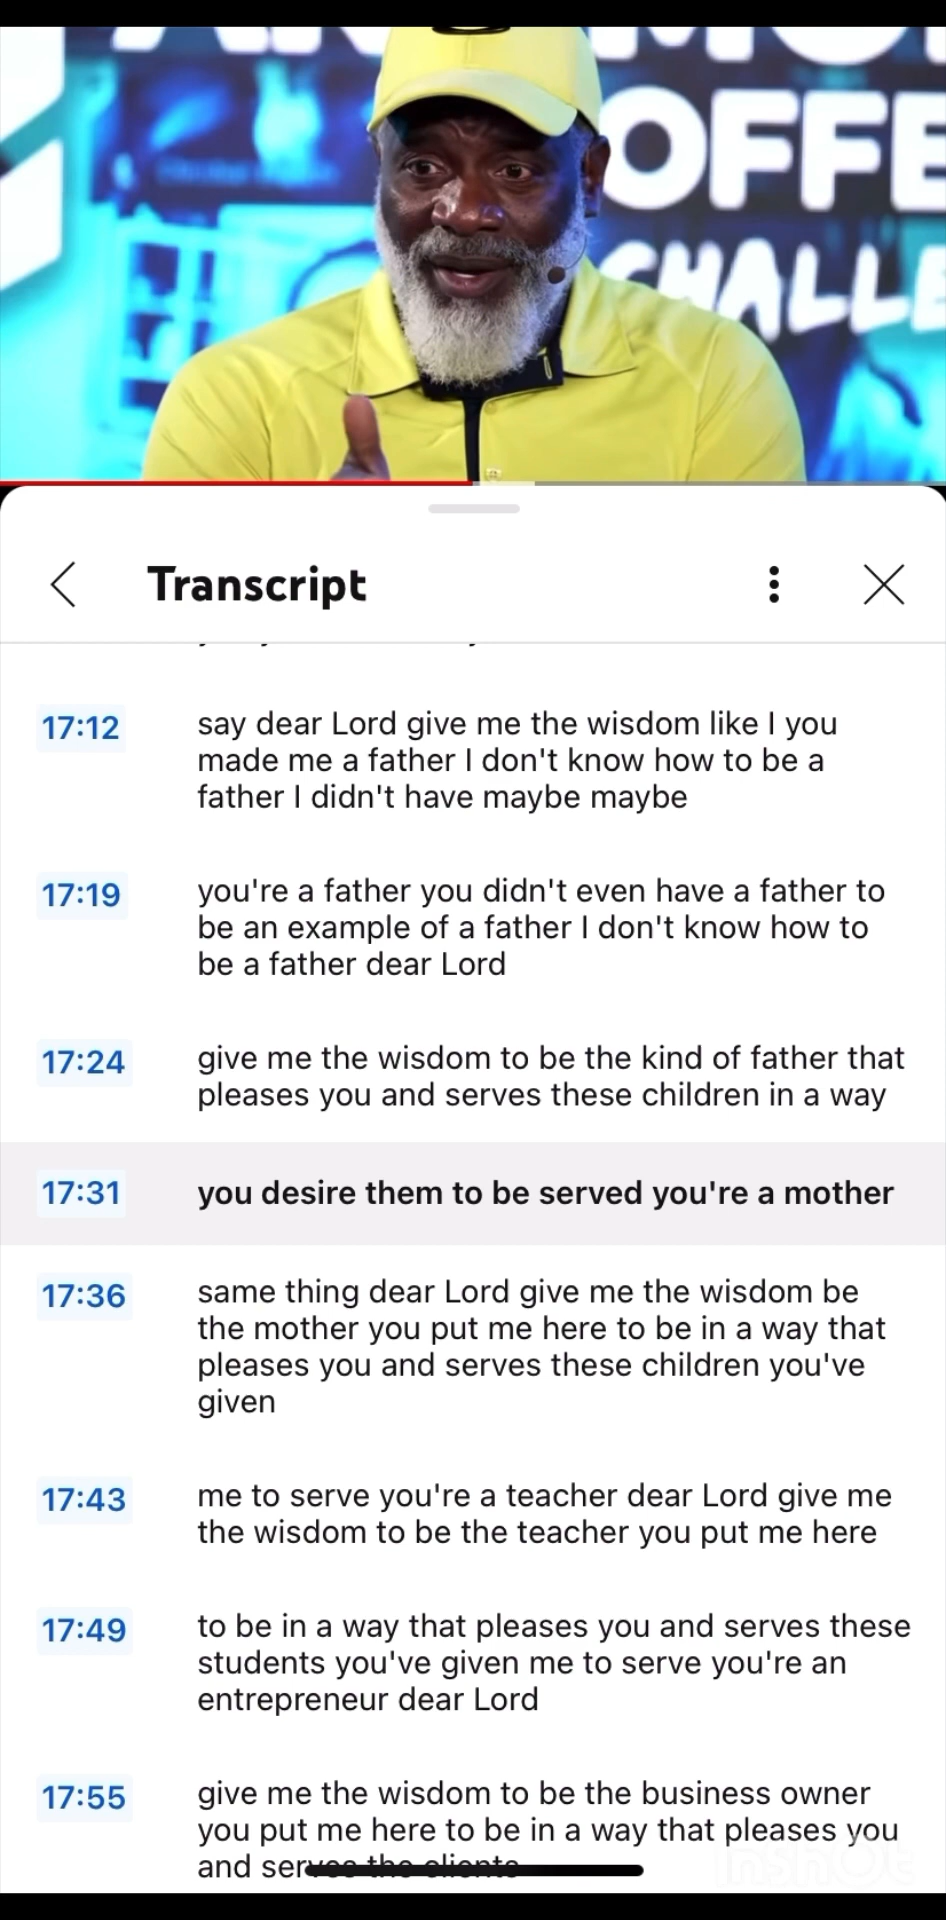 OFFE
CHALLE
Transcript
17:12
say dear Lord give me the wisdom like I you
made me a father I don't know how to be a
father I didn't have maybe maybe
17:19
you're a father you didn't even have a father to
be an example of a father I don't know how to
be a father dear Lord
17:24
give me the wisdom to be the kind of father that
pleases you and serves these children in a way
17:31
you desire them to be served you're a mother
17:36
same thing dear Lord give me the wisdom be
the mother you put me here to be in a way that
pleases you and serves these children you've
given
17:43
me to serve you're a teacher dear Lord give me
the wisdom to be the teacher you put me here
17:49
to be in a way that pleases you and serves these
students you've given me to serve you're an
entrepreneur dear Lord
17:55
give me the wisdom to be the business owner
you put me here to be in a way that pleases you
and serves the clients
InShOt